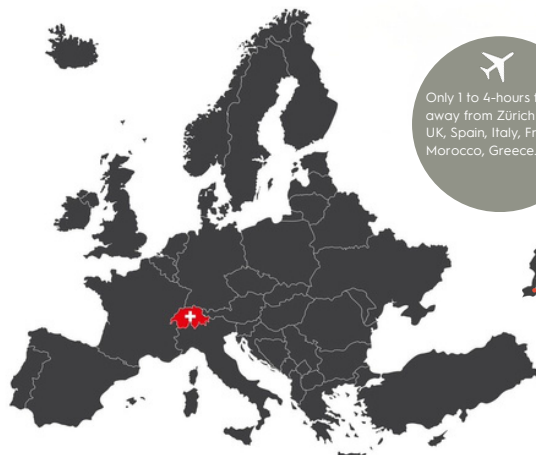 Only 1 to 4-hours
away from Zürich
UK, Spain, Italy,
Morocco, Greece.